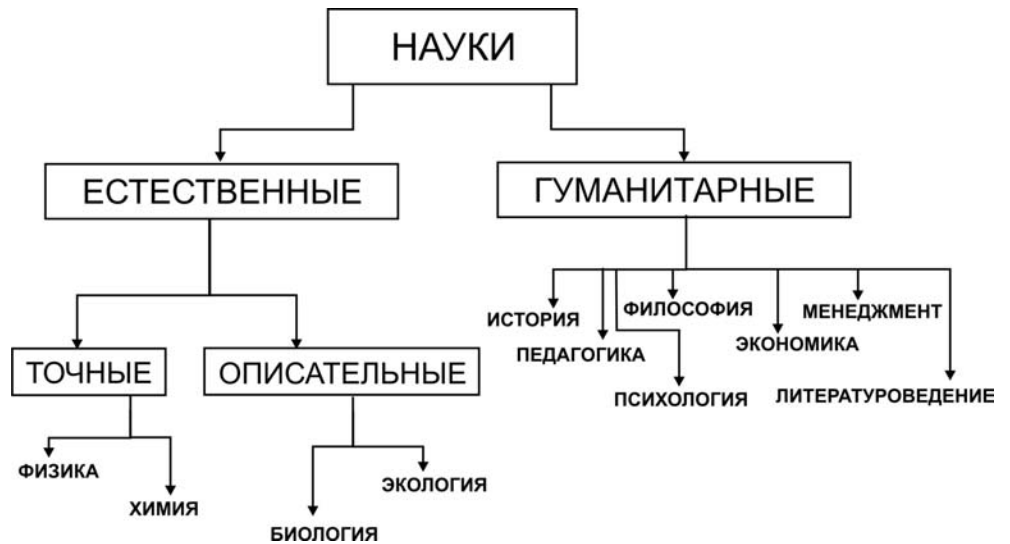 НАУКИ
ЕСТЕСТВЕННЫЕ
ГУМАНИТАРНЫЕ
ИСТОРИЯ
ФИЛОСОФИЯ
МЕНЕДЖМЕНТ
ПЕДАГОГИКА
ЭКОНОМИКА
ПСИХОЛОГИЯ
ЛИТЕРАТУРОВЕДЕНИЕ
ТОЧНЫЕ
ОПИСАТЕЛЬНЫЕ
ФИЗИКА
ХИМИЯ
ЭКОЛОГИЯ
БИОЛОГИЯ